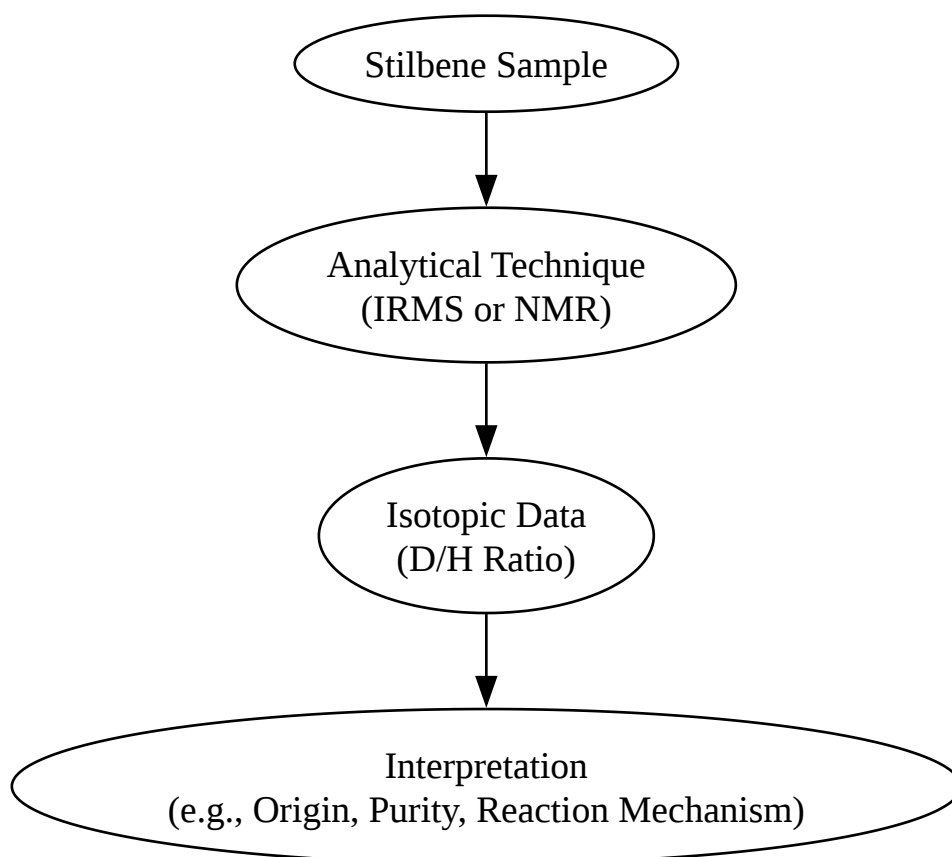 Stilbene Sample
Analytical Technique
(IRMS or NMR)
Isotopic Data
(D/H Ratio)
Interpretation
(e.g., Origin, Purity, Reaction Mechanism)